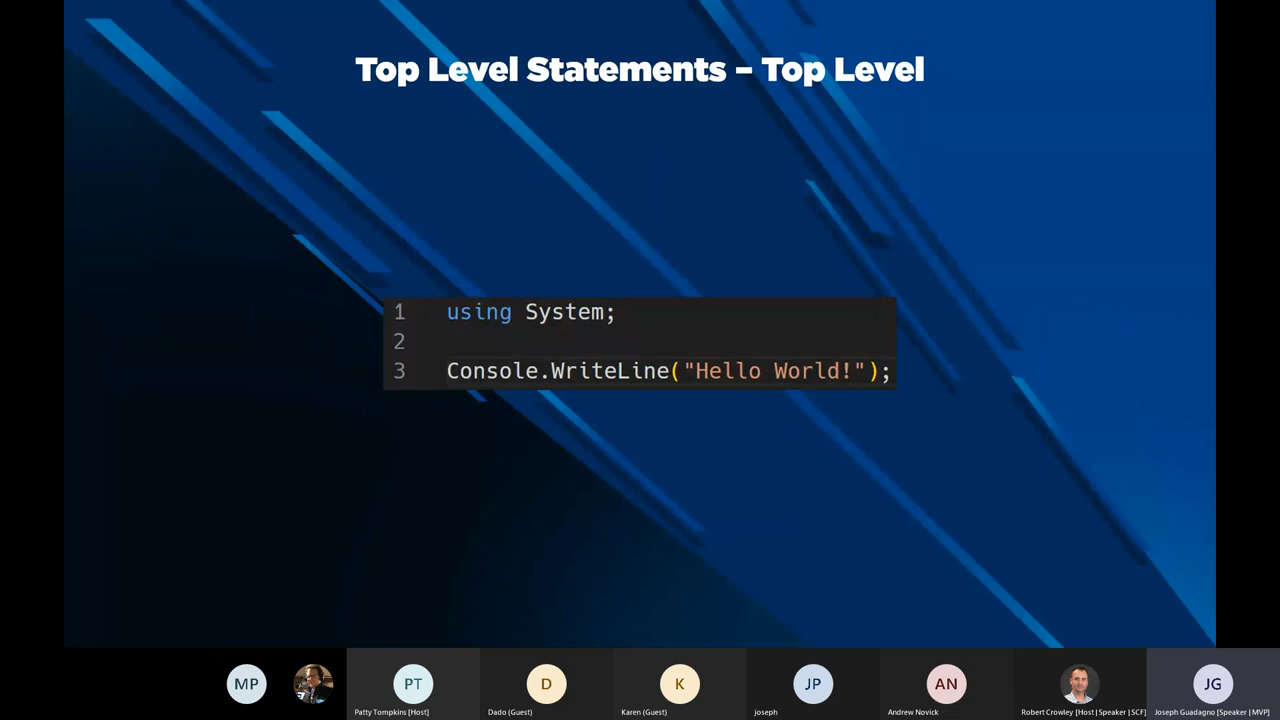 Top Level Statements – Top Level
1 using System;
2
3 Console.WriteLine("Hello World!");
MP
PT
D
K
JP
AN
JG
Patty Tompkins [Host]
Dado (Guest)
Karen (Guest)
joseph
Andrew Novick
Robert Crowley [Host | Speaker | SCF]
Joseph Guadagno [Speaker | MVP]